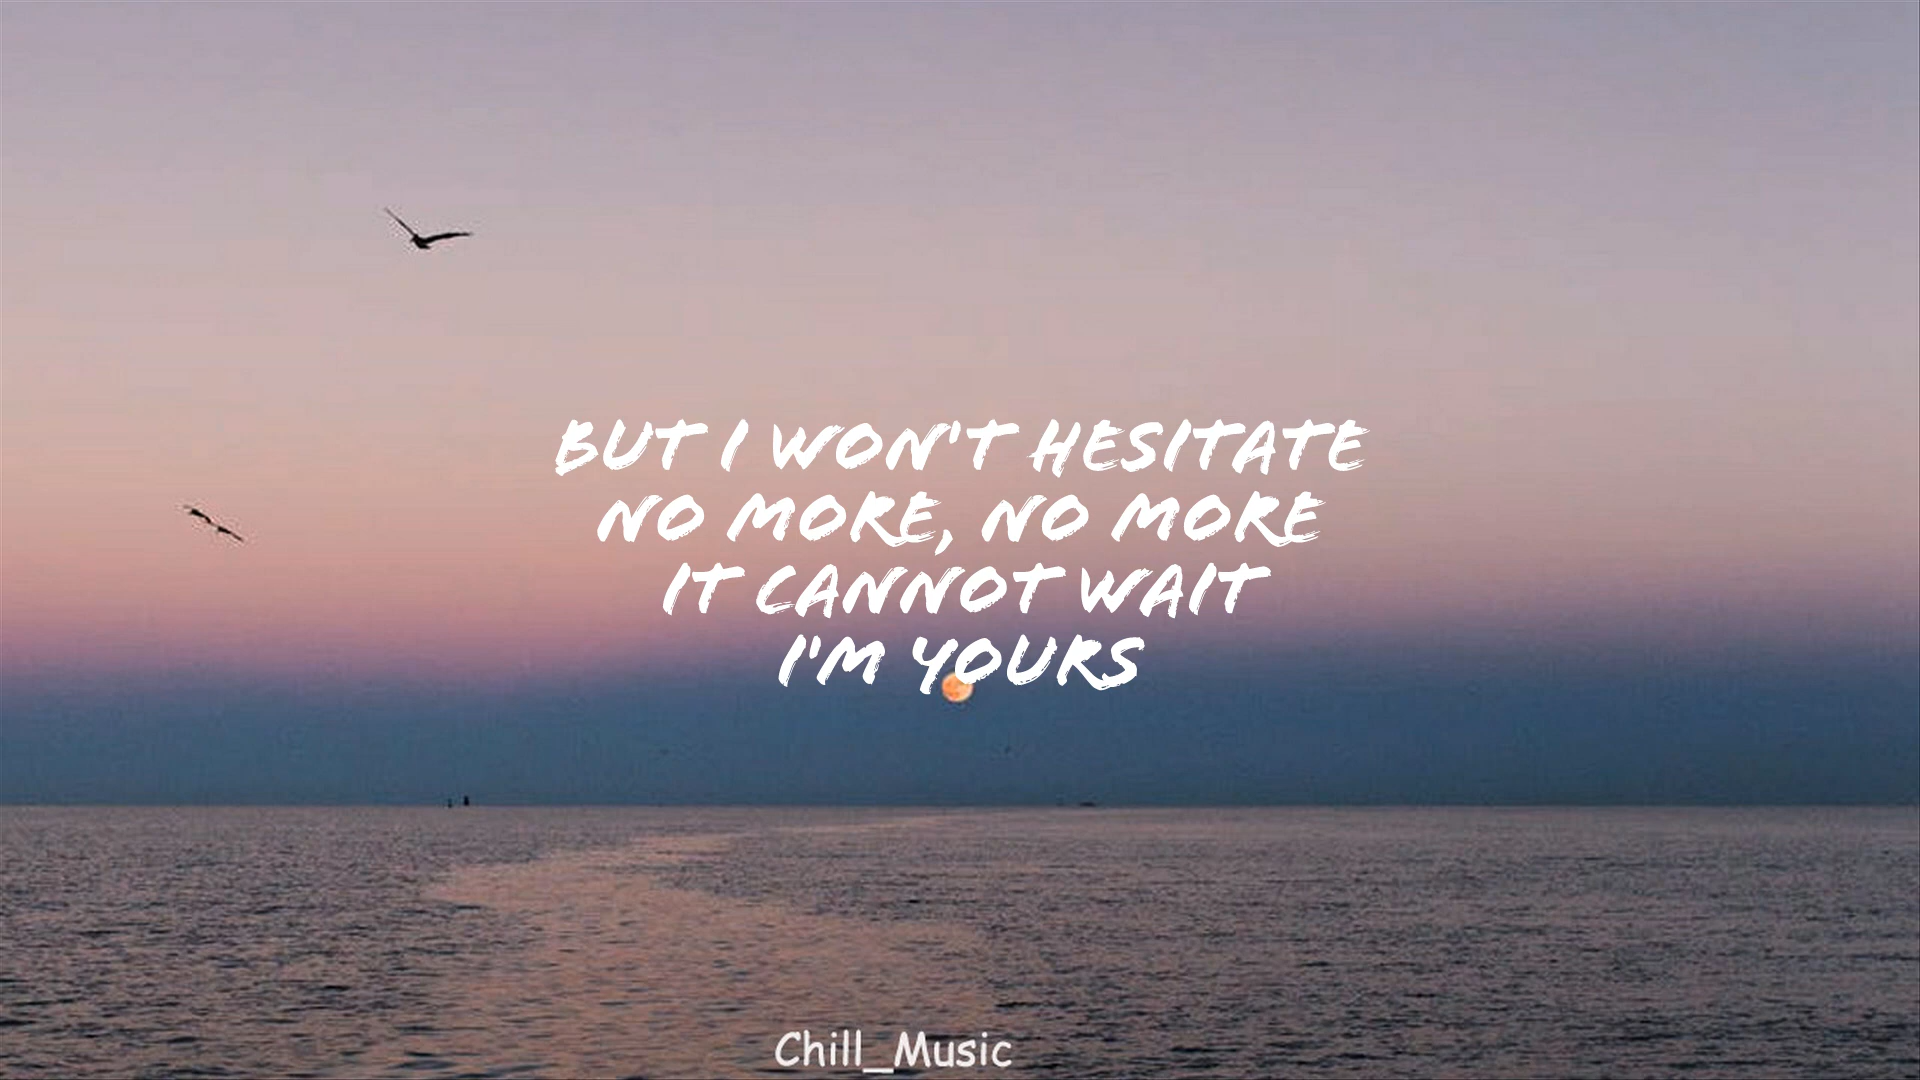 BUT I WON'T HESITATE
NO MORE, NO MORE
IT CANNOT WAIT
I'M YOURS
Chill_Music